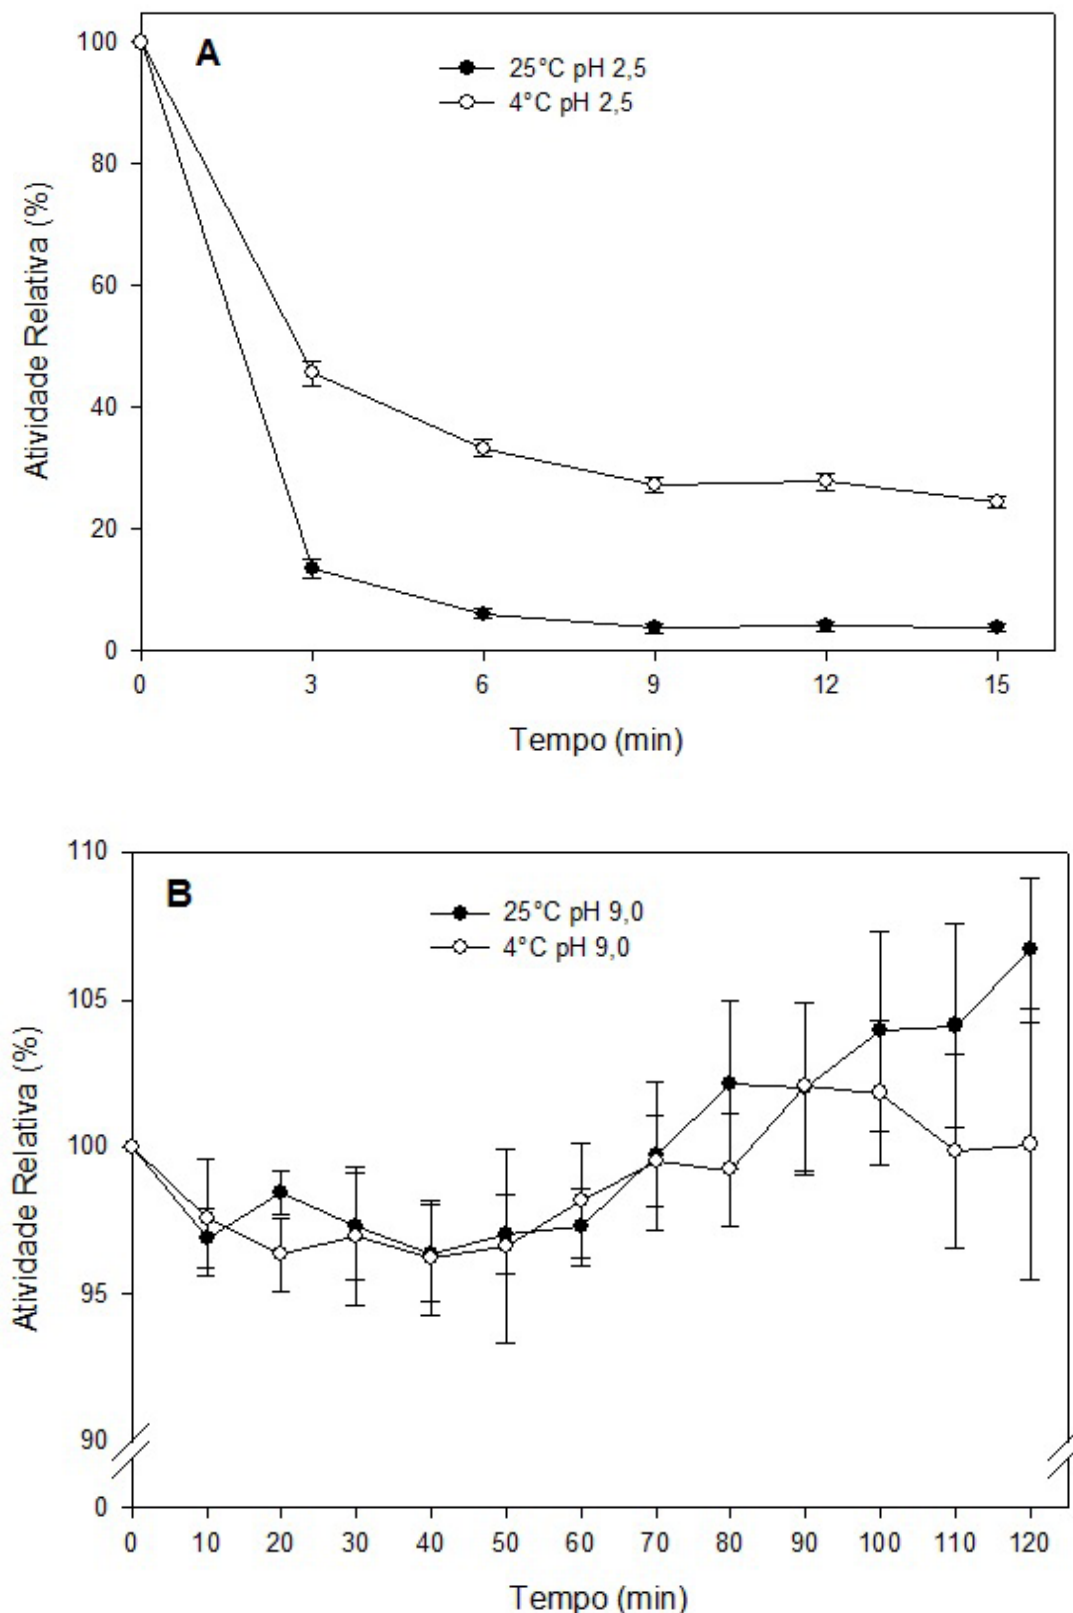 A
25°C pH 2,5
4°C pH 2,5
100
80
60
40
20
0
Atividade Relativa (%)
0 3 6 9 12 15
Tempo (min)
B
25°C pH 9,0
4°C pH 9,0
110
105
100
95
90
0
Atividade Relativa (%)
0 10 20 30 40 50 60 70 80 90 100 110 120
Tempo (min)